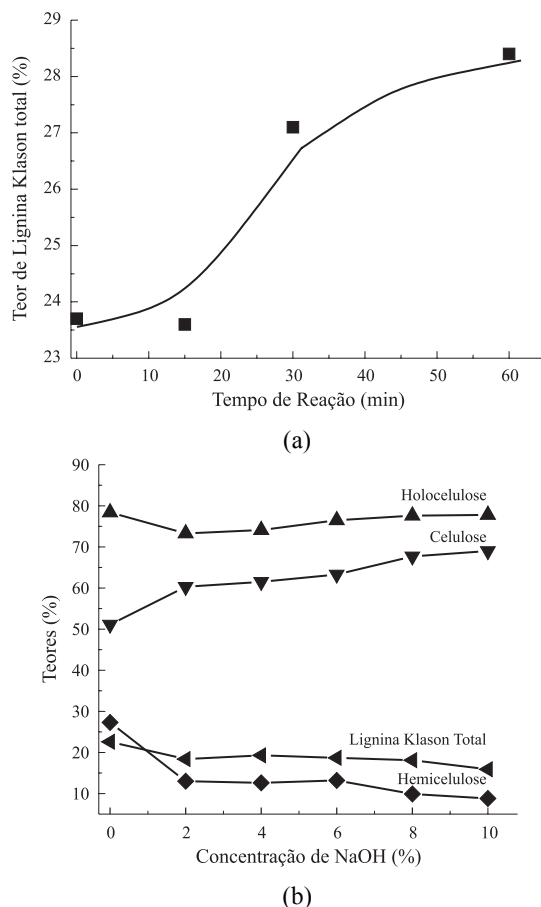 29
28
27
26
25
24
23
Teor de Lignina Klason total (%)
0 10 20 30 40 50 60
Tempo de Reação (min)
(a)
90
80
70
60
50
40
30
20
10
Teores (%)
Holocelulose
Celulose
Lignina Klason Total
Hemicelulose
0 2 4 6 8 10
Concentração de NaOH (%)
(b)